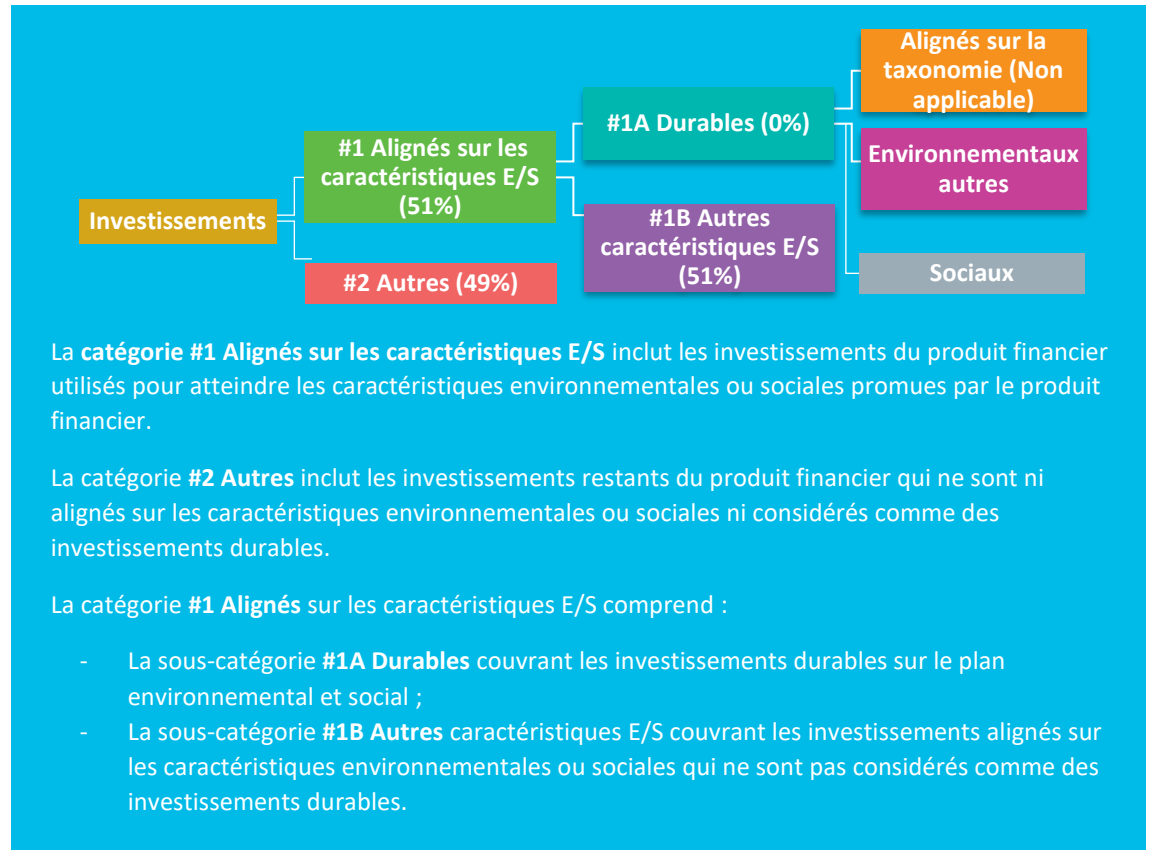 Investissements
#1 Alignés sur les
caractéristiques E/S
(51%)
#2 Autres (49%)
#1A Durables (0%)
#1B Autres
caractéristiques E/S
(51%)
Alignés sur la
taxonomie (Non
applicable)
Environnementaux
autres
Sociaux
La catégorie #1 Alignés sur les caractéristiques E/S inclut les investissements du produit financier
utilisés pour atteindre les caractéristiques environnementales ou sociales promues par le produit
financier.
La catégorie #2 Autres inclut les investissements restants du produit financier qui ne sont ni
alignés sur les caractéristiques environnementales ou sociales ni considérés comme des
investissements durables.
La catégorie #1 Alignés sur les caractéristiques E/S comprend :
- La sous-catégorie #1A Durables couvrant les investissements durables sur le plan
environnemental et social ;
- La sous-catégorie #1B Autres caractéristiques E/S couvrant les investissements alignés sur
les caractéristiques environnementales ou sociales qui ne sont pas considérés comme des
investissements durables.